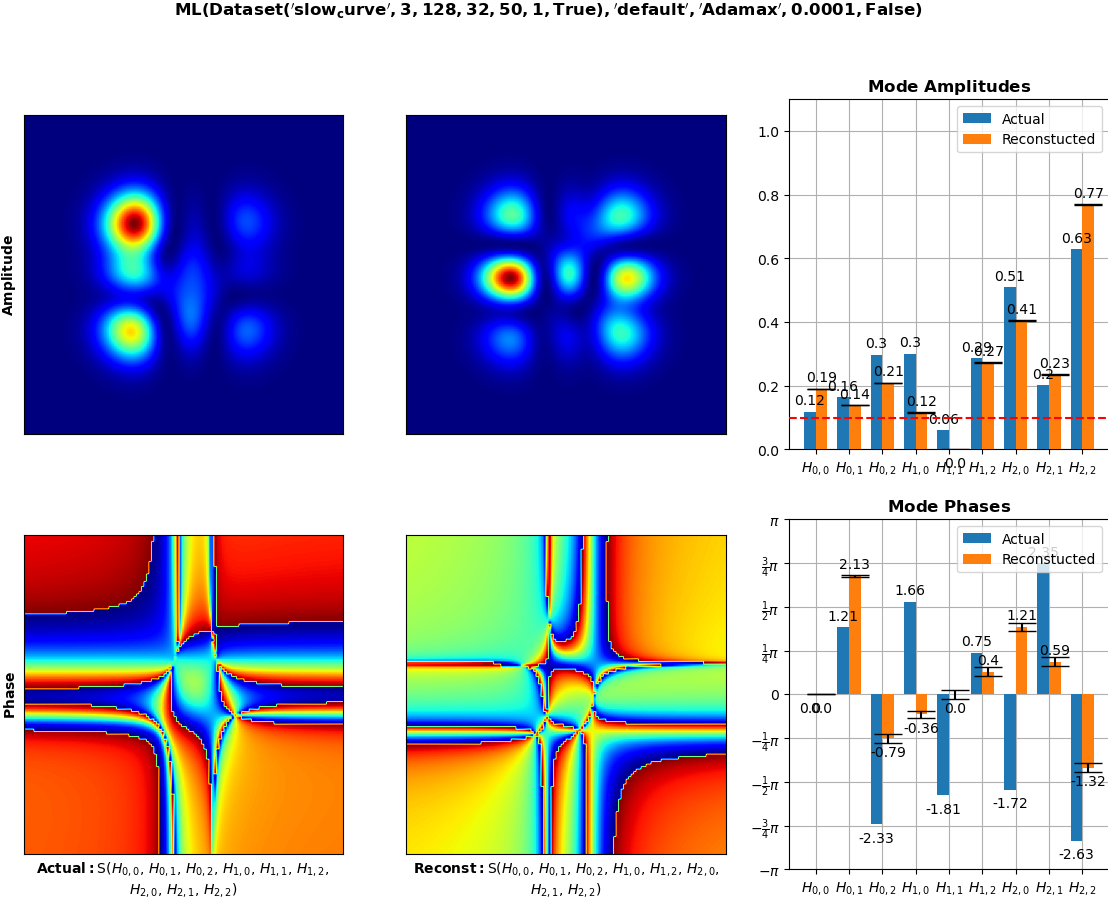 ML(Dataset('slow_curve', 3, 128, 32, 50, 1, True), 'default', 'Adamax', 0.0001, False)
Amplitude
Mode Amplitudes
Actual
Reconstucted
1.0
0.8
0.6
0.4
0.2
0.0
0.12
0.19
0.16
0.14
0.3
0.21
0.3
0.12
0.06
0.0
0.29
0.27
0.51
0.41
0.2
0.23
0.63
0.77
H0,0 H0,1 H0,2 H1,0 H1,1 H1,2 H2,0 H2,1 H2,2
Phase
Mode Phases
Actual
Reconstucted
π
3/4π
1/2π
1/4π
0
−1/4π
−1/2π
−3/4π
−π
0.0
0.0
1.21
2.13
-2.33
-0.79
1.66
-0.36
-1.81
0.0
0.75
0.4
-1.72
1.21
2.35
0.59
-2.63
-1.32
H0,0 H0,1 H0,2 H1,0 H1,1 H1,2 H2,0 H2,1 H2,2
Actual: S(H0,0, H0,1, H0,2, H1,0, H1,1, H1,2,
H2,0, H2,1, H2,2)
Reconst: S(H0,0, H0,1, H0,2, H1,0, H1,2, H2,0,
H2,1, H2,2)